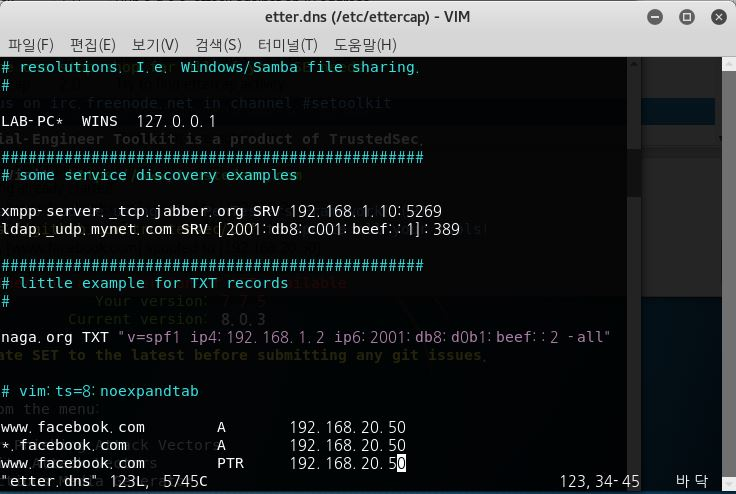 etter.dns (/etc/ettercap) - VIM
파일(F) 편집(E) 보기(V) 검색(S) 터미널(T) 도움말(H)
# resolutions. I.e. Windows/Samba file sharing.
#
us on irc.freenode.net in channel #setoolkit
LAB-PC* WINS 127.0.0.1
ial-Engineer Toolkit is a product of TrustedSec.
###############################################
# some service discovery examples
xmpp-server._tcp.jabber.org SRV 192.168.1.10:5269
ldap._udp.mynet.com SRV [2001:db8:c001:beef::1]:389
###############################################
# little example for TXT records
#
Your version: 7.7.5
Current version: 8.0.3
naga.org TXT "v=spf1 ip4:192.168.1.2 ip6:2001:db8:d0b1:beef::2 -all"
ate SET to the latest before submitting any git issues.
# vim:ts=8:noexpandtab
om the menu:
www.facebook.com A 192.168.20.50
*.facebook.com A 192.168.20.50
www.facebook.com PTR 192.168.20.50
"etter.dns" 123L, 5745C 123,34-45 바닥